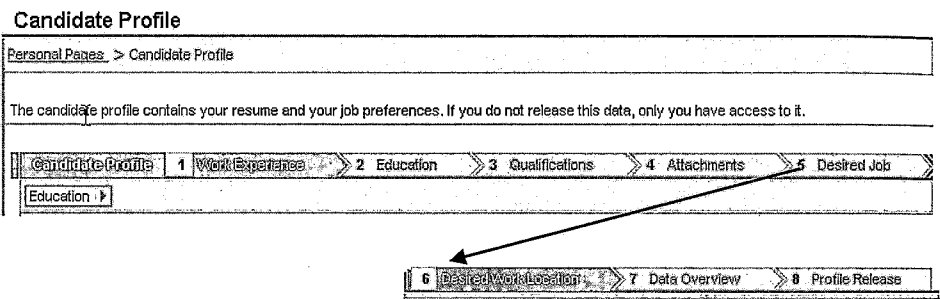 Candidate Profile
Personal Pages > Candidate Profile
The candidate profile contains your resume and your job preferences. If you do not release this data, only you have access to it.
Candidate Profile 1 Work Experience 2 Education 3 Qualifications 4 Attachments 5 Desired Job
Education
6 Desired Work Location 7 Data Overview 8 Profile Release